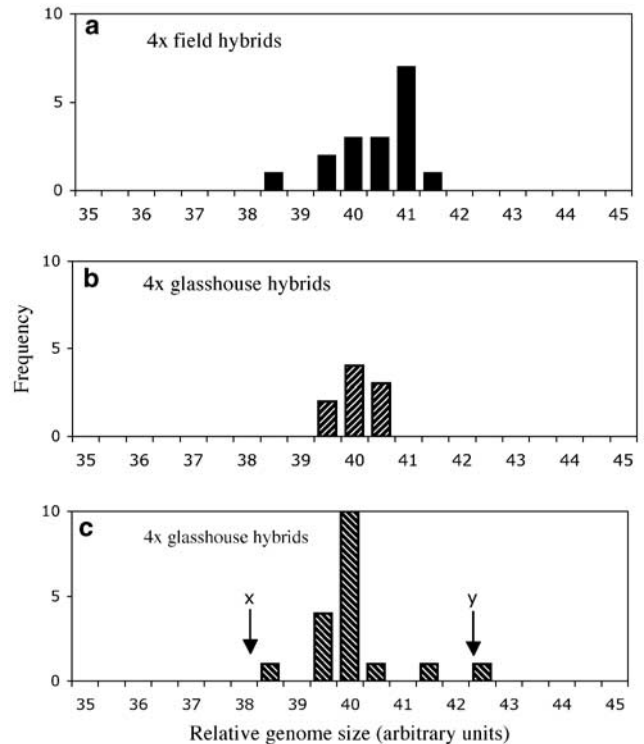 a
4x field hybrids
10
5
0
35 36 37 38 39 40 41 42 43 44 45
b
4x glasshouse hybrids
10
5
0
35 36 37 38 39 40 41 42 43 44 45
Frequency
c
4x glasshouse hybrids
10
5
0
x
y
35 36 37 38 39 40 41 42 43 44 45
Relative genome size (arbitrary units)